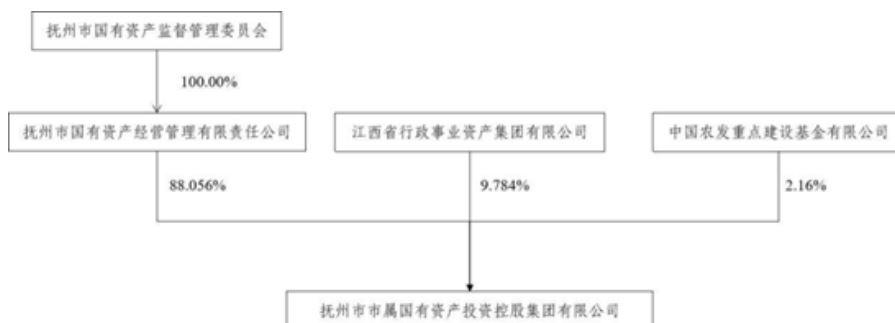 抚州市国有资产监督管理委员会
100.00%
抚州市国有资产经营管理有限责任公司
江西省行政事业资产集团有限公司
中国农发重点建设基金有限公司
88.056%
9.784%
2.16%
抚州市市属国有资产投资控股集团有限公司